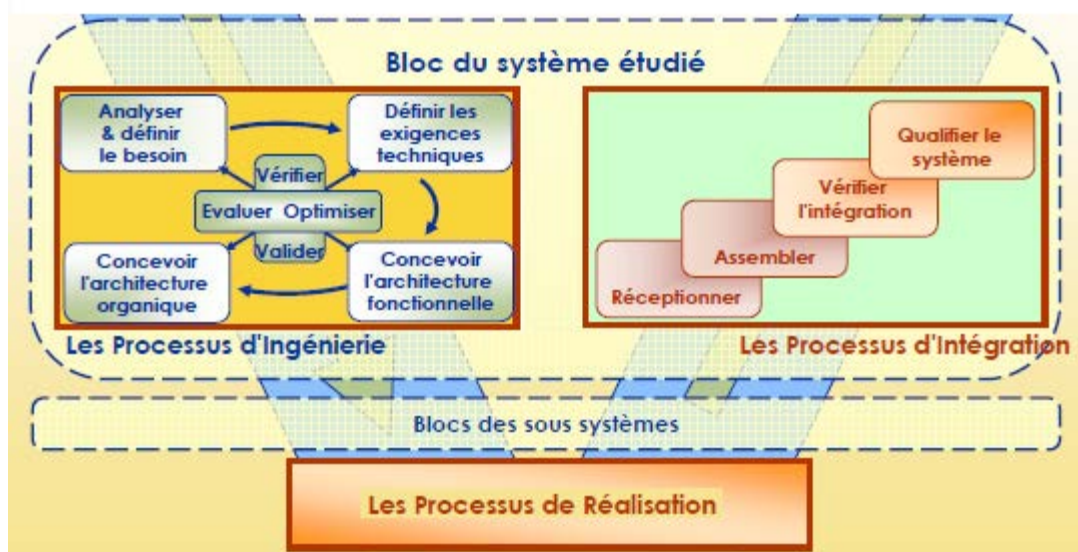 Bloc du système étudié
Analyser
& définir
le besoin
Définir les
exigences
techniques
Vérifier
Evaluer Optimiser
Valider
Concevoir
l'architecture
organique
Concevoir
l'architecture
fonctionnelle
Les Processus d'Ingénierie
Qualifier le
système
Vérifier
l'intégration
Assembler
Réceptionner
Les Processus d'Intégration
Blocs des sous systèmes
Les Processus de Réalisation